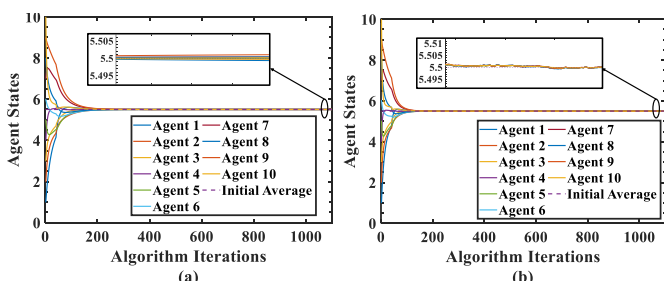 10
8
6
4
2
0
Agent States
5.505
5.5
5.495
Agent 1 Agent 7
Agent 2 Agent 8
Agent 3 Agent 9
Agent 4 Agent 10
Agent 5 Initial Average
Agent 6
0 200 400 600 800 1000
Algorithm Iterations
(a)
10
8
6
4
2
0
Agent States
5.51
5.505
5.5
5.495
Agent 1 Agent 7
Agent 2 Agent 8
Agent 3 Agent 9
Agent 4 Agent 10
Agent 5 Initial Average
Agent 6
0 200 400 600 800 1000
Algorithm Iterations
(b)